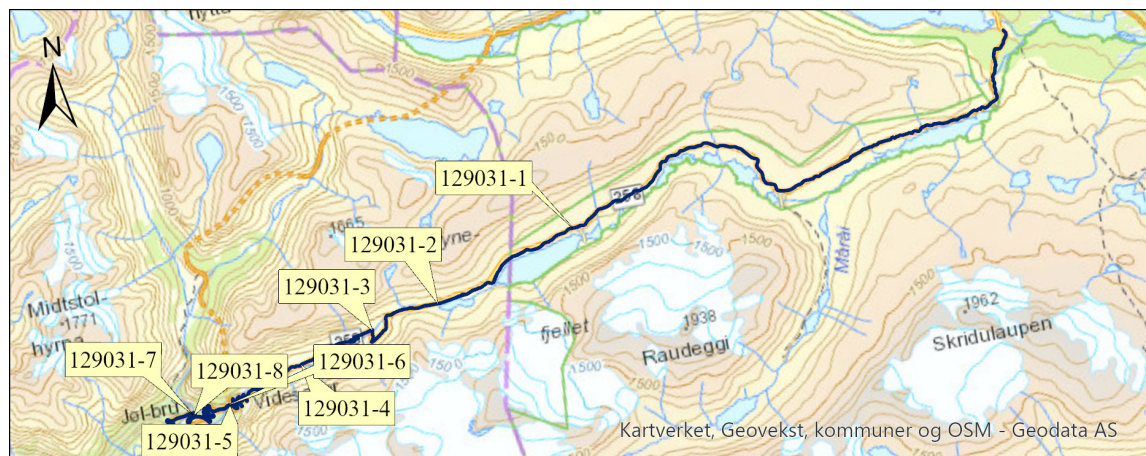 hytta
1500
1500
N
1500
1500
129031-1
258
1665
129031-2
1500
Måråi
129031-3
Midtstol-
hyrna
1771
fjellet
1938
Raudeggi
1962
Skridulaupen
1500
129031-7
129031-8
129031-6
129031-4
Jøl-bru
129031-5
1500
Kartverket, Geovekst, kommuner og OSM - Geodata AS